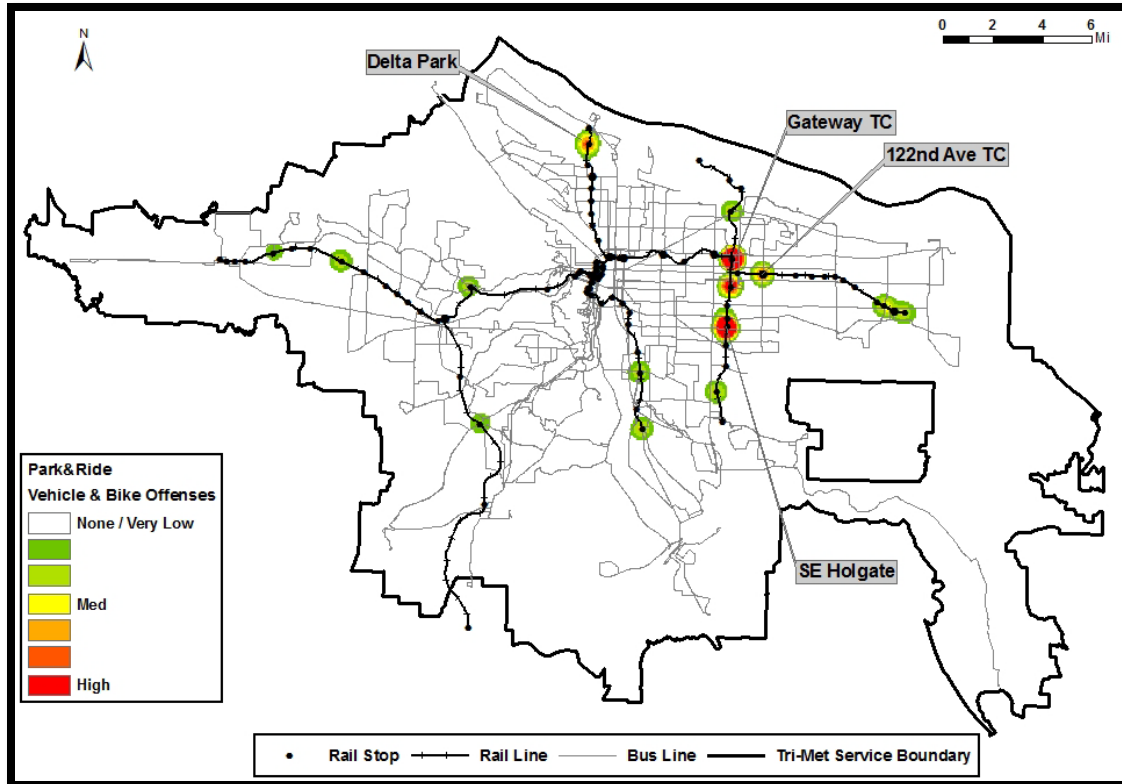 N
0 2 4 6
Mi
Delta Park
Gateway TC
122nd Ave TC
SE Holgate
Park&Ride
Vehicle & Bike Offenses
None / Very Low
Med
High
Rail Stop Rail Line Bus Line Tri-Met Service Boundary